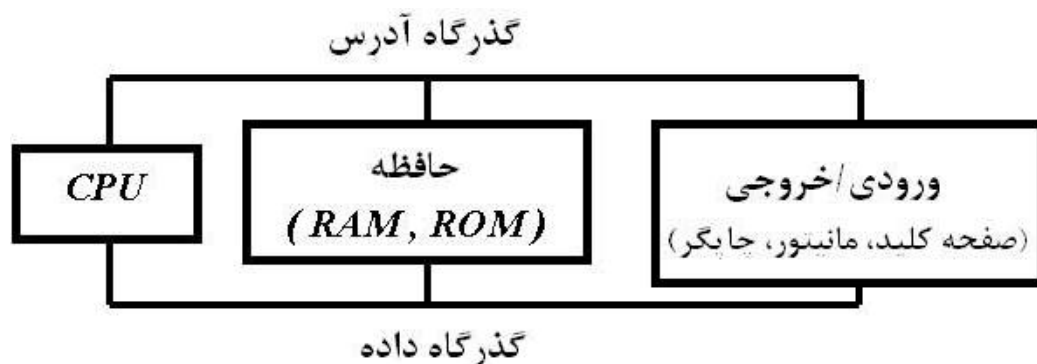 گذرگاه آدرس
CPU
حافظه
( RAM , ROM )
ورودی/خروجی
(صفحه کلید، مانیتور، چاپگر)
گذرگاه داده